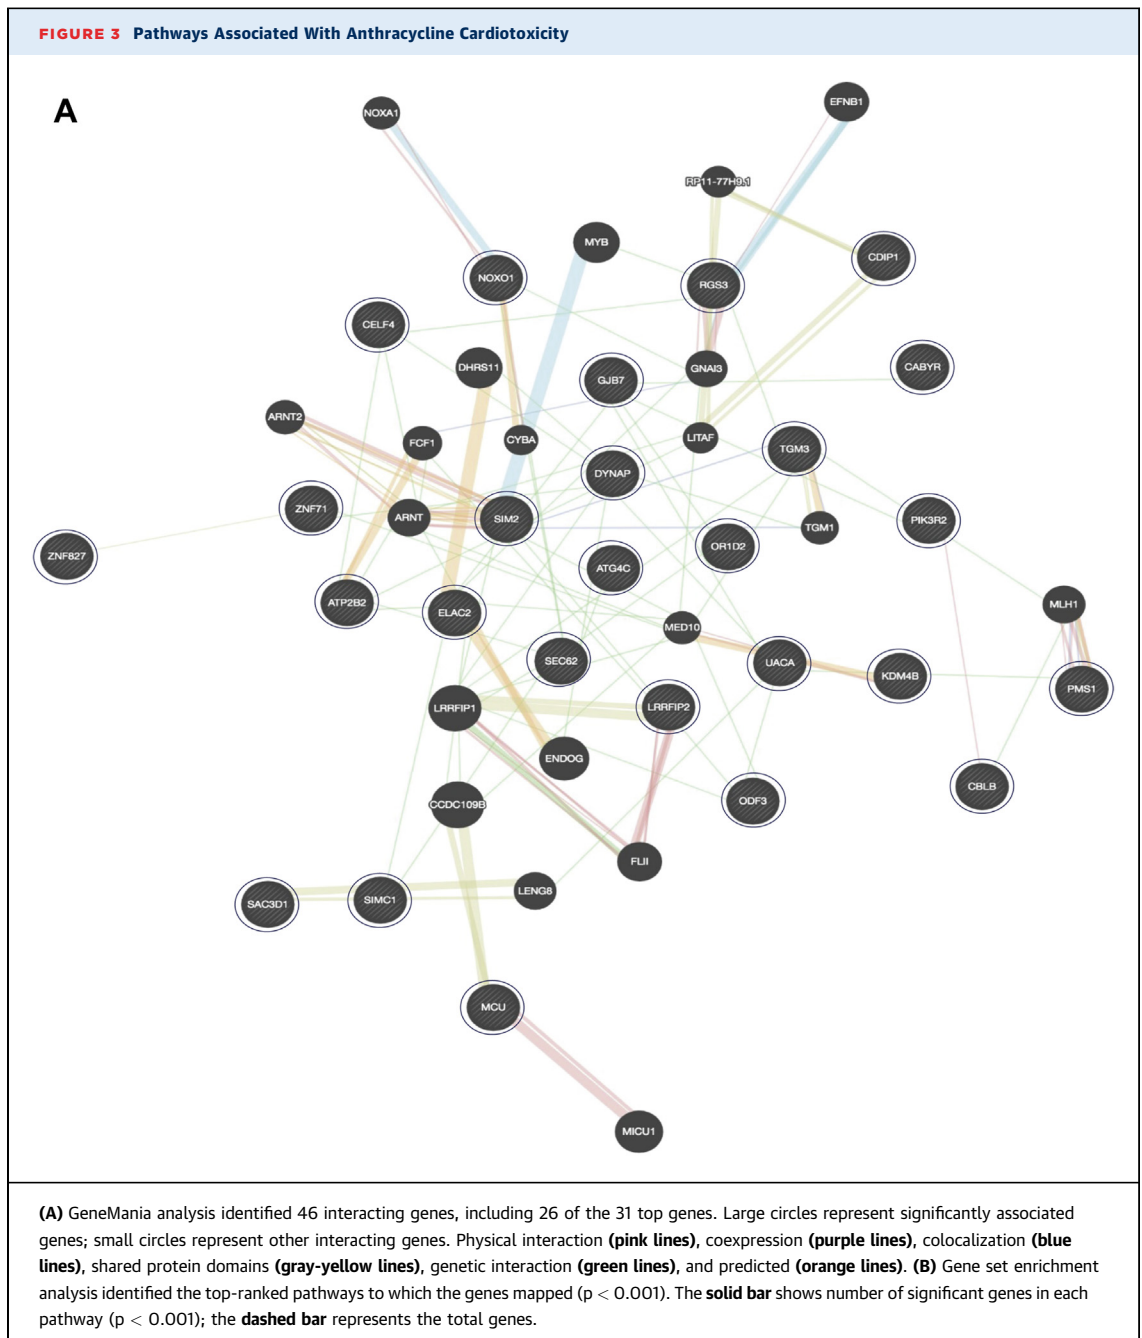 FIGURE 3 Pathways Associated With Anthracycline Cardiotoxicity
A
NOXA1
EFNB1
RP11-77H9.1
MYB
CDIP1
NOXO1
RGS3
CELF4
DHRS11
GNAI3
CABYR
GJB7
ARNT2
FCF1
CYBA
LITAF
TGM3
DYNAP
ZNF71
ARNT
SIM2
TGM1
PIK3R2
ZNF827
OR1D2
ATG4C
ATP2B2
ELAC2
MLH1
MED10
SEC62
UACA
KDM4B
PMS1
LRRFIP1
LRRFIP2
ENDOG
CBLB
CCDC109B
ODF3
FLII
SAC3D1
SIMC1
LENG8
MCU
MICU1
(A) GeneMania analysis identified 46 interacting genes, including 26 of the 31 top genes. Large circles represent significantly associated
genes; small circles represent other interacting genes. Physical interaction (pink lines), coexpression (purple lines), colocalization (blue
lines), shared protein domains (gray-yellow lines), genetic interaction (green lines), and predicted (orange lines). (B) Gene set enrichment
analysis identified the top-ranked pathways to which the genes mapped (p < 0.001). The solid bar shows number of significant genes in each
pathway (p < 0.001); the dashed bar represents the total genes.